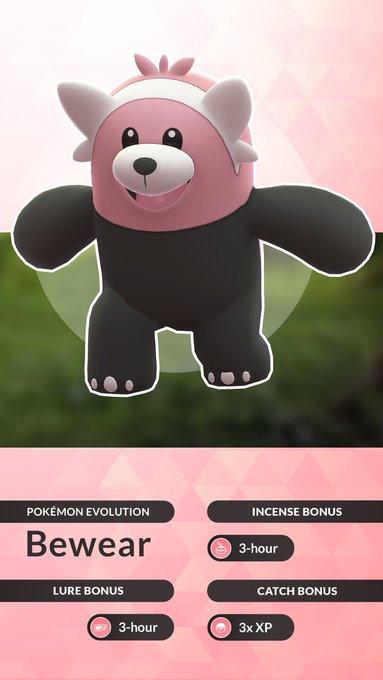 POKÉMON EVOLUTION
Bewear
INCENSE BONUS
3-hour
LURE BONUS
3-hour
CATCH BONUS
3x XP